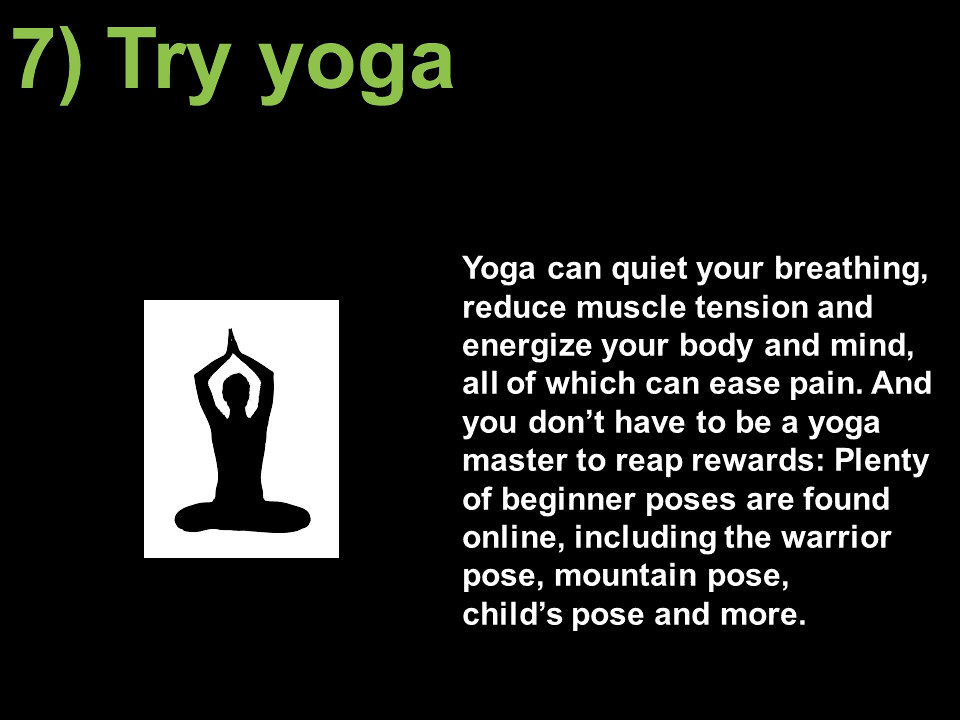 7) Try yoga
Yoga can quiet your breathing,
reduce muscle tension and
energize your body and mind,
all of which can ease pain. And
you don’t have to be a yoga
master to reap rewards: Plenty
of beginner poses are found
online, including the warrior
pose, mountain pose,
child’s pose and more.